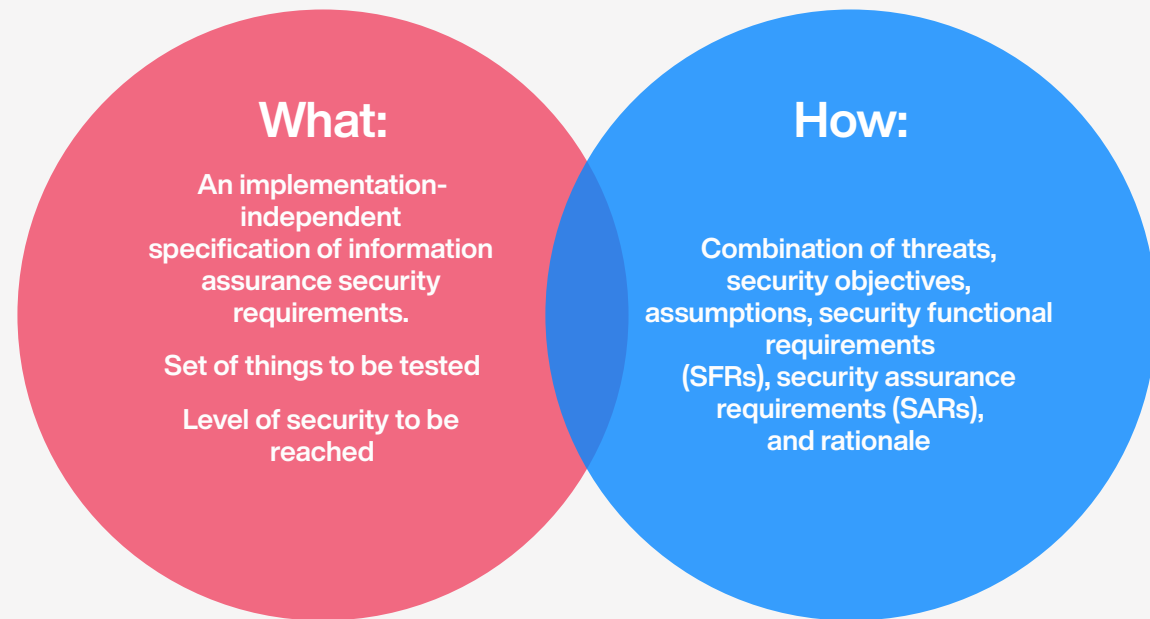 What:
An implementation-
independent
specification of information
assurance security
requirements.
Set of things to be tested
Level of security to be
reached
How:
Combination of threats,
security objectives,
assumptions, security functional
requirements
(SFRs), security assurance
requirements (SARs),
and rationale